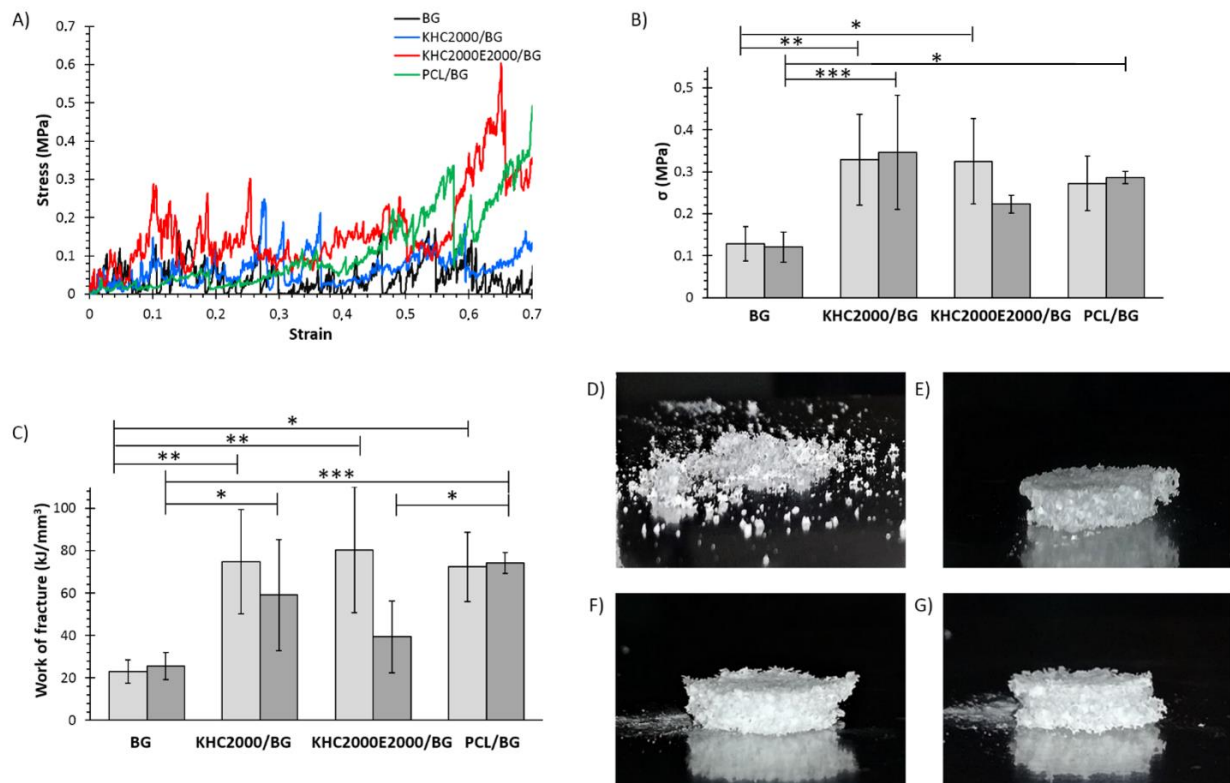 A)
0,7
0,6
0,5
0,4
0,3
0,2
0,1
0
Stress (MPa)
0 0,1 0,2 0,3 0,4 0,5 0,6 0,7
Strain
BG
KHC2000/BG
KHC2000E2000/BG
PCL/BG
B)
*
**
*
***
0,5
0,4
0,3
0,2
0,1
0
σ (MPa)
BG KHC2000/BG KHC2000E2000/BG PCL/BG
C)
*
**
**
***
*
*
100
80
60
40
20
0
Work of fracture (kJ/mm³)
BG KHC2000/BG KHC2000E2000/BG PCL/BG
D)
E)
F)
G)